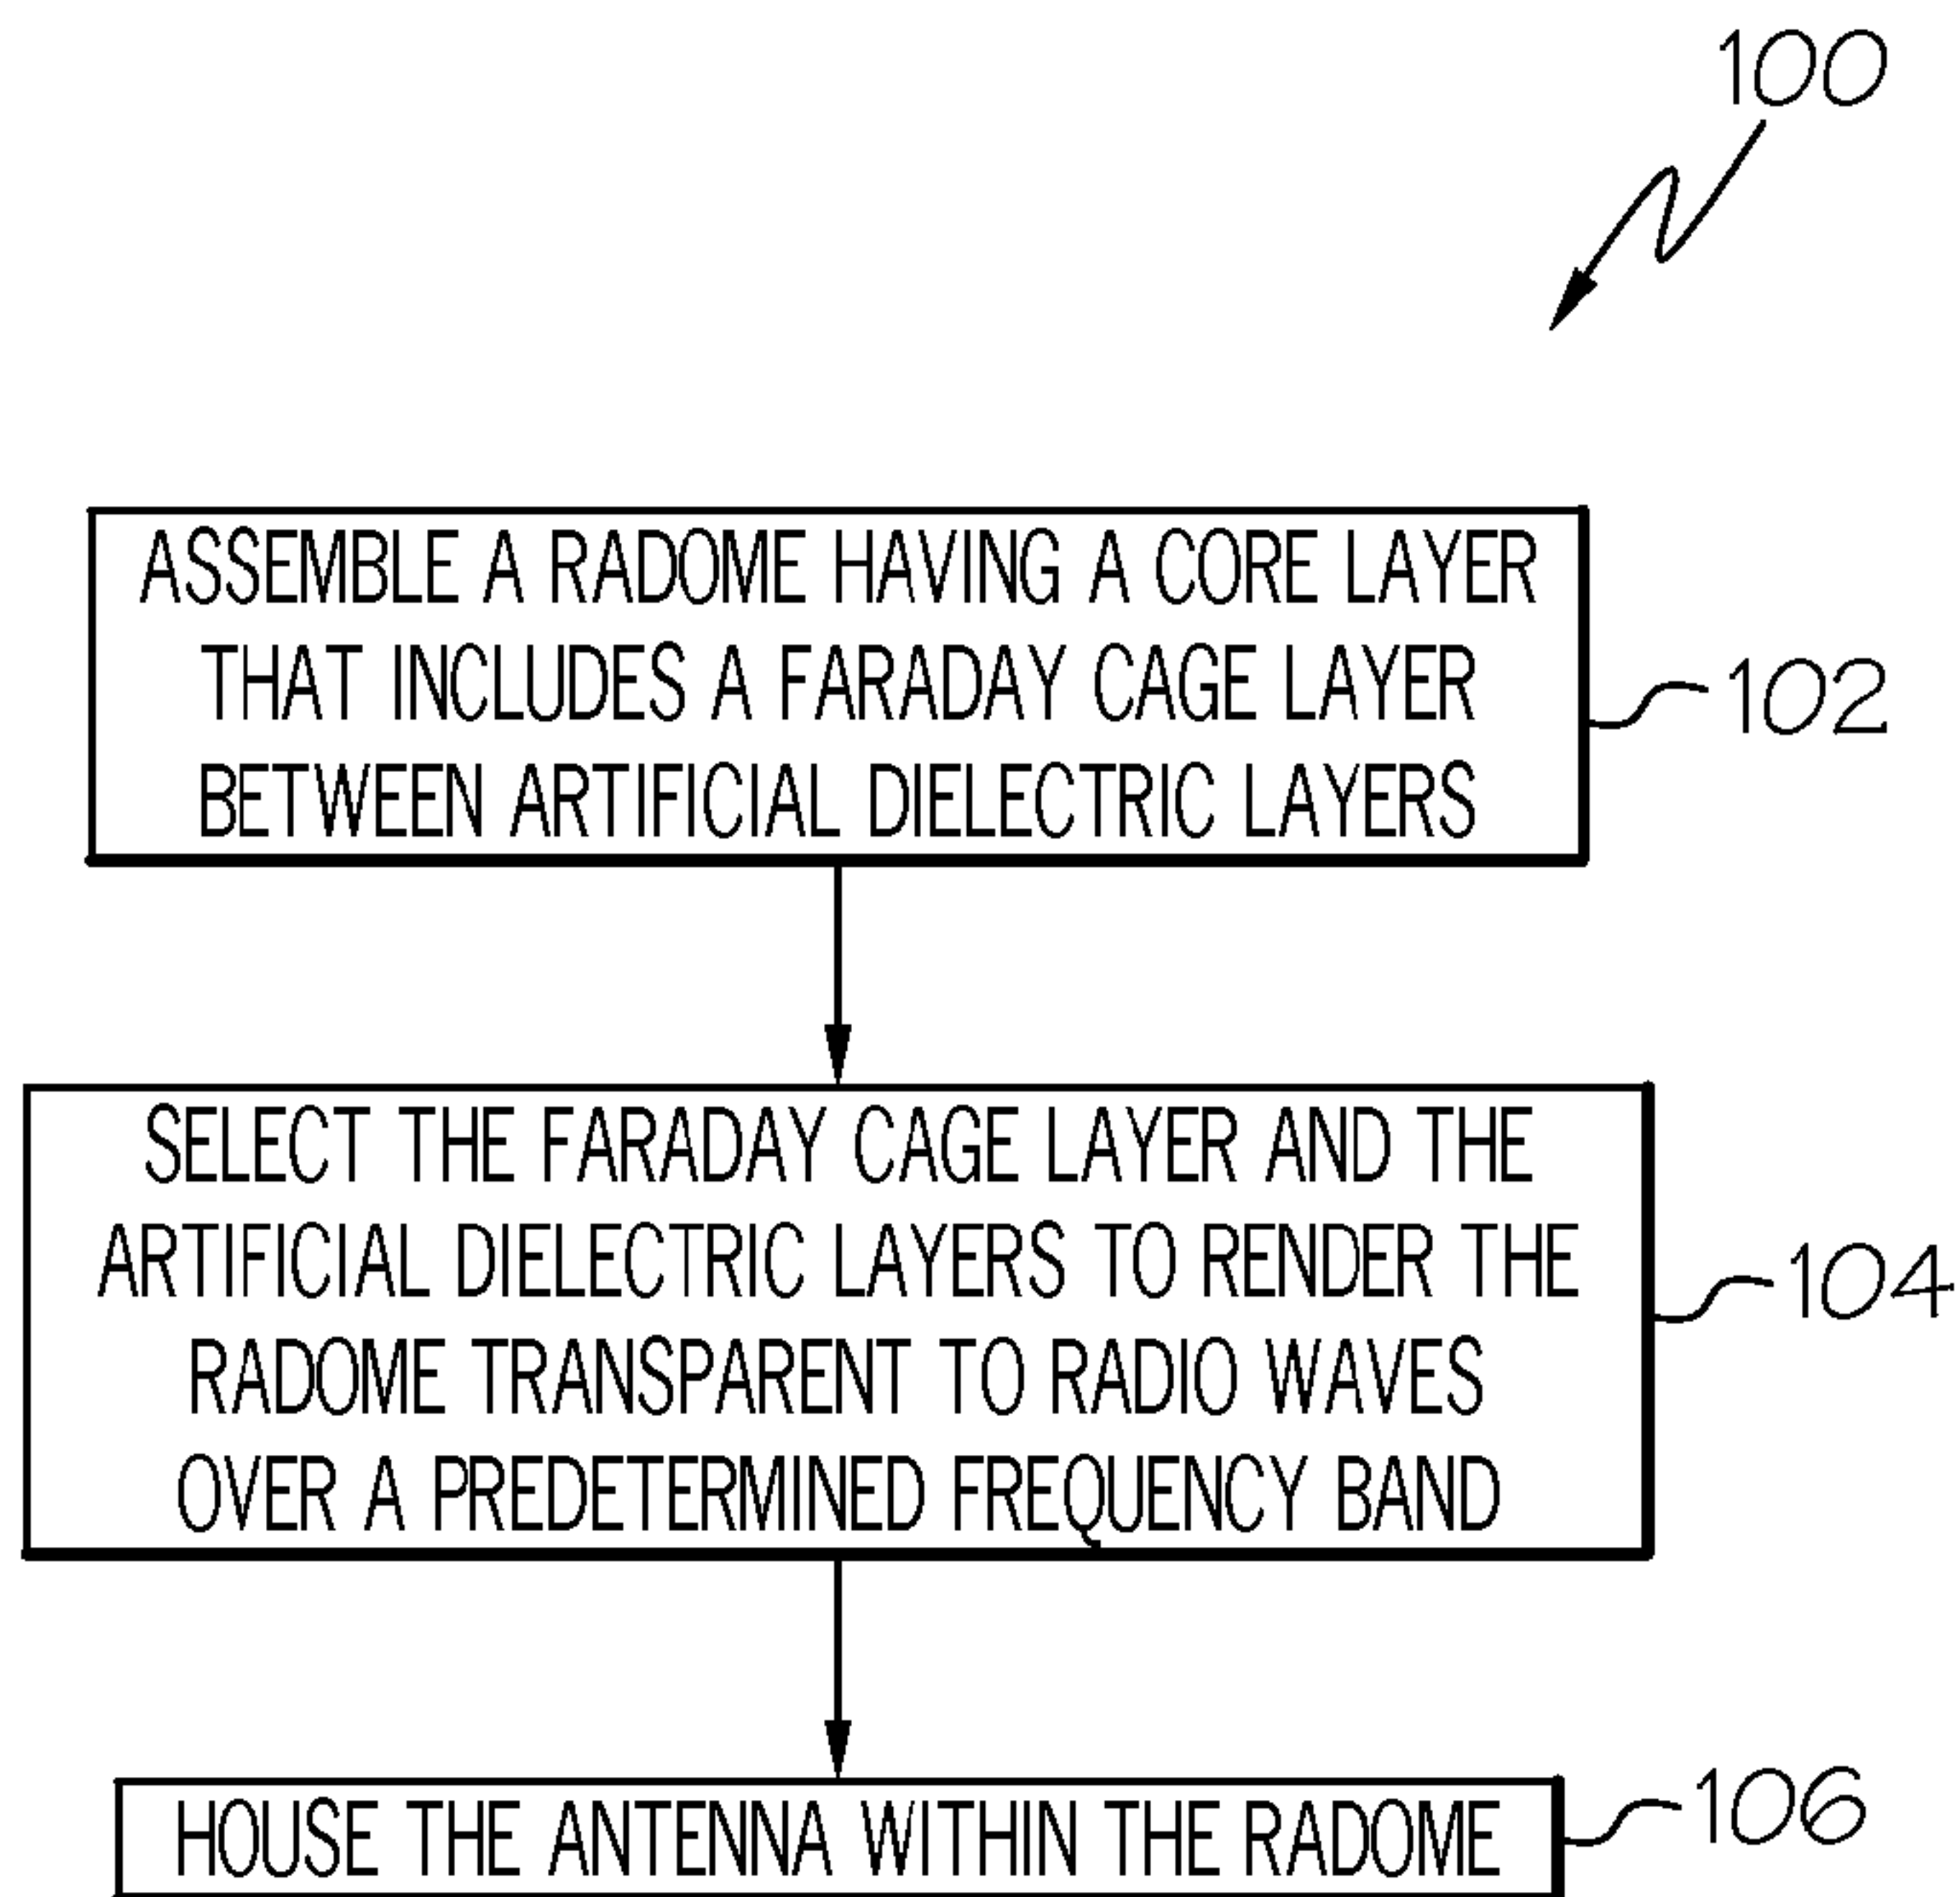 100
ASSEMBLE A RADOME HAVING A CORE LAYER
THAT INCLUDES A FARADAY CAGE LAYER
BETWEEN ARTIFICIAL DIELECTRIC LAYERS
102
SELECT THE FARADAY CAGE LAYER AND THE
ARTIFICIAL DIELECTRIC LAYERS TO RENDER THE
RADOME TRANSPARENT TO RADIO WAVES
OVER A PREDETERMINED FREQUENCY BAND
104
HOUSE THE ANTENNA WITHIN THE RADOME
106